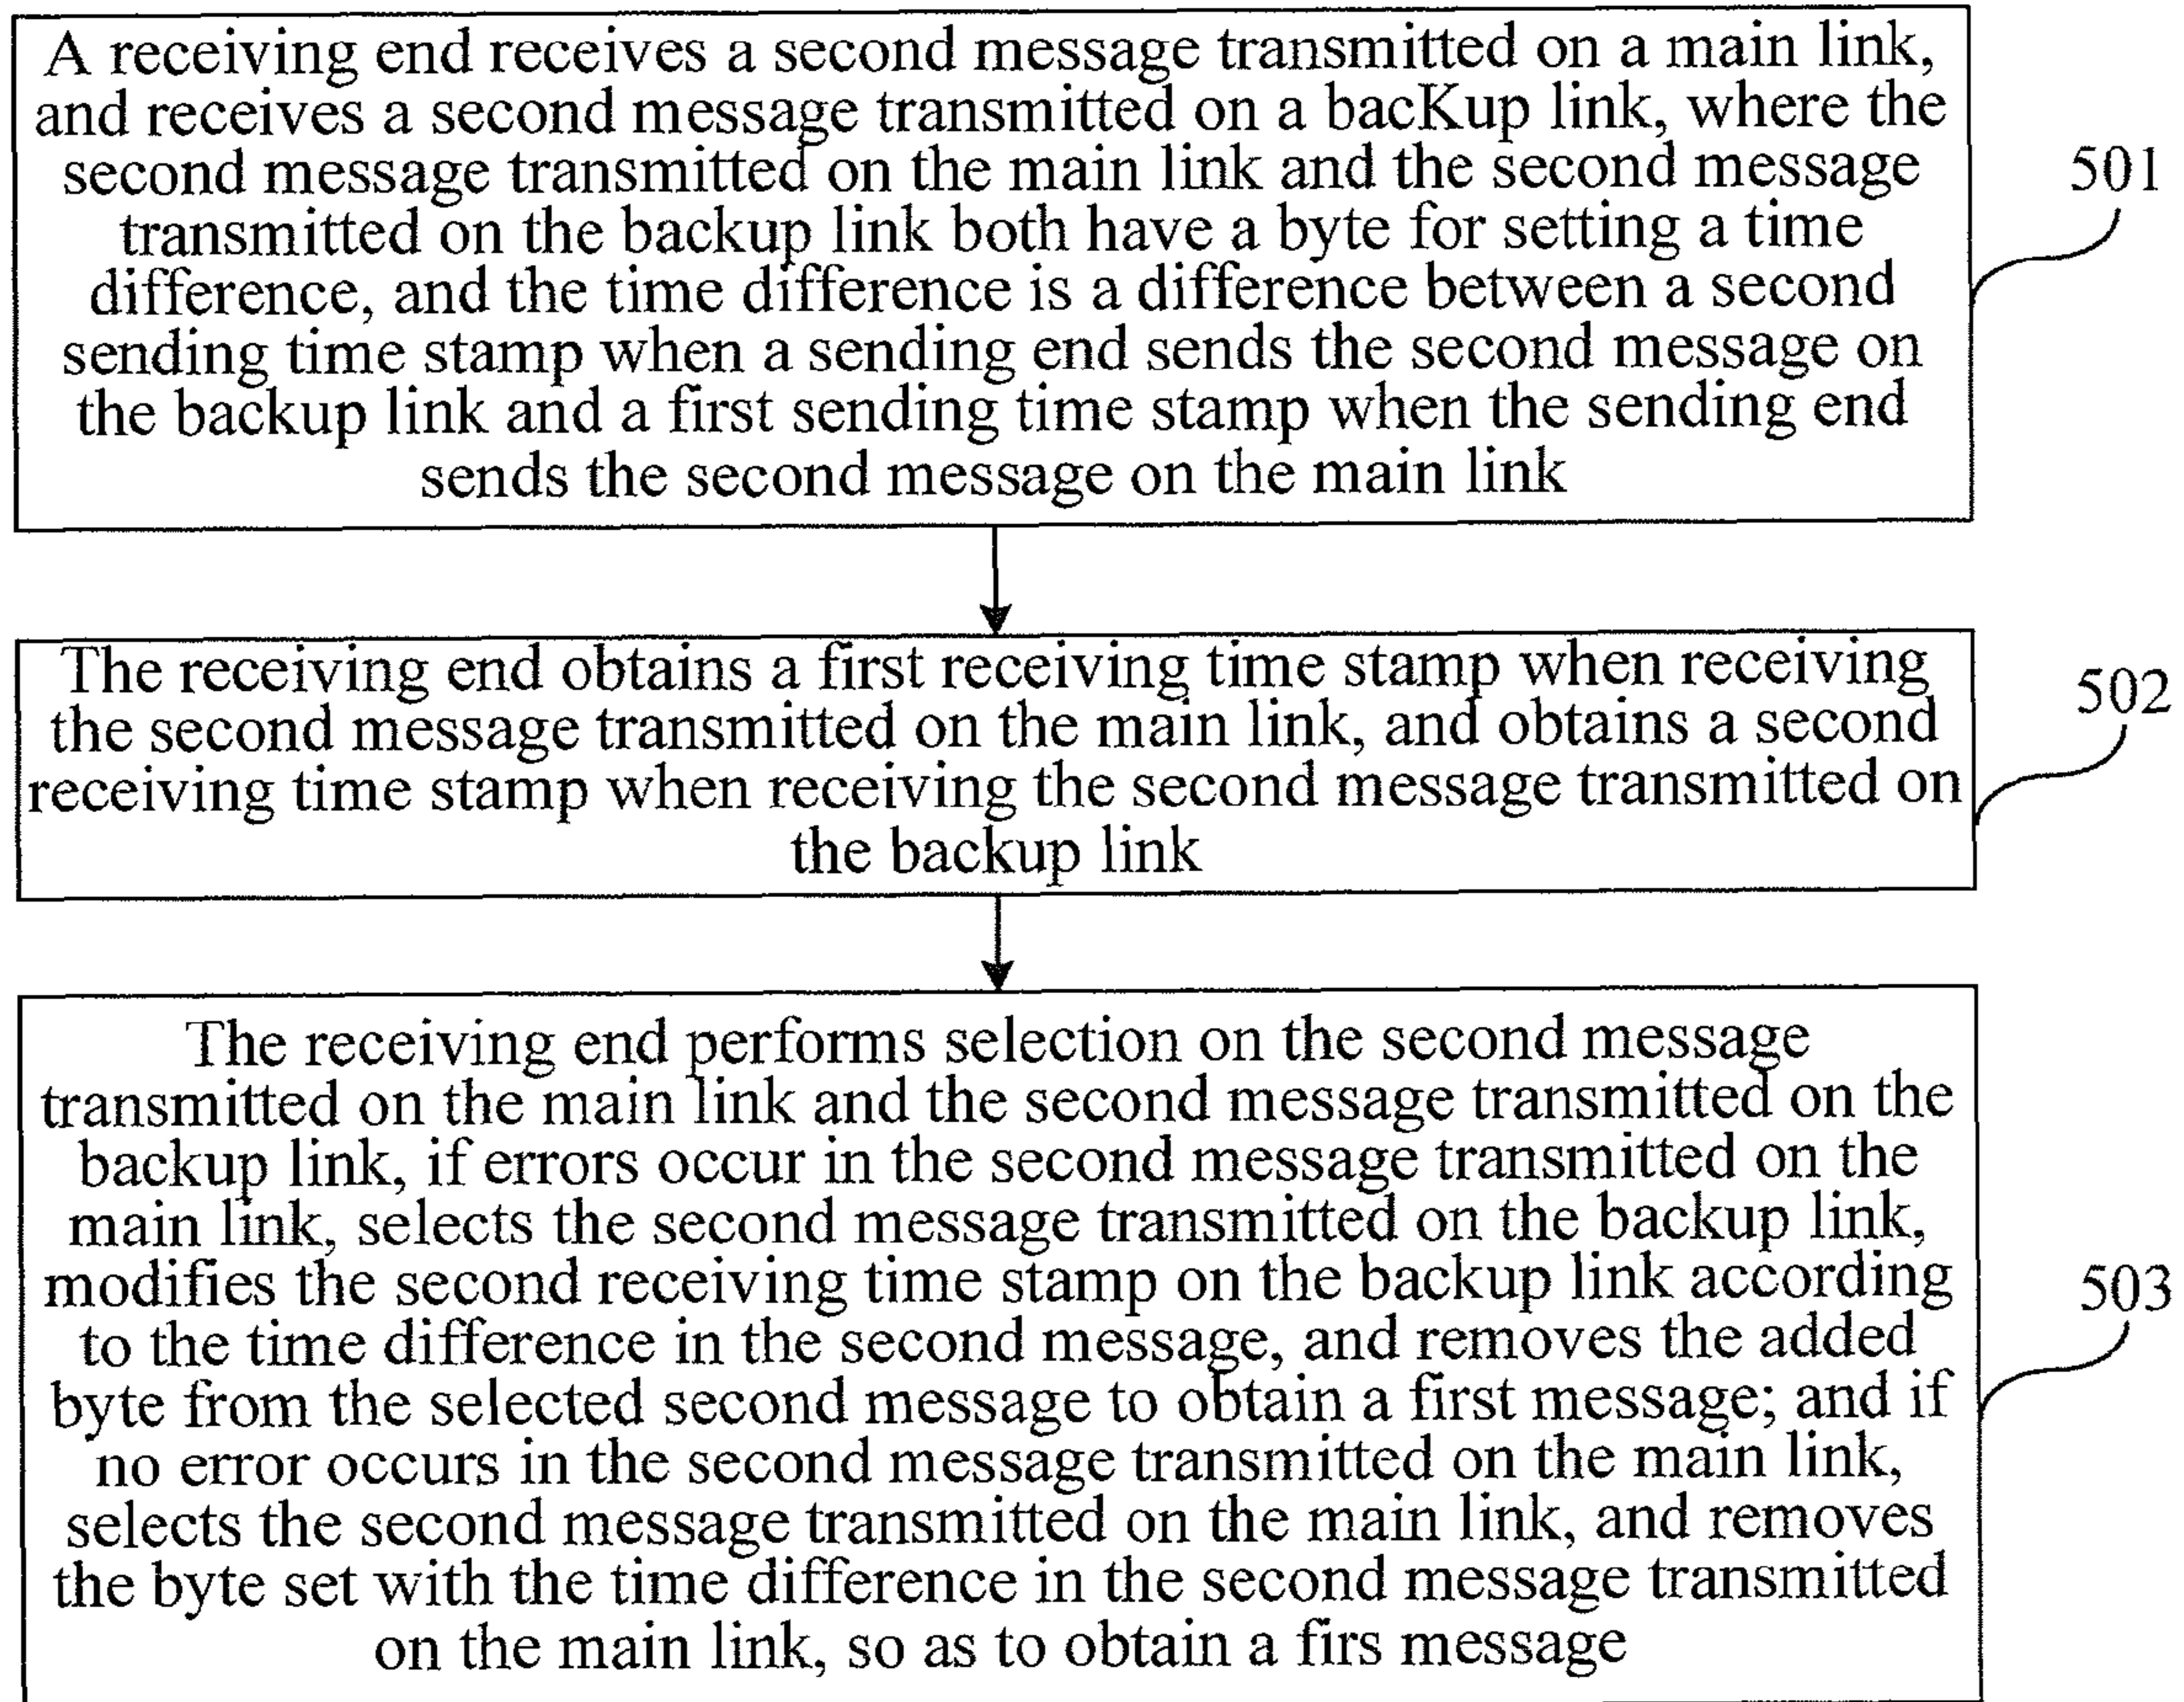 A receiving end receives a second message transmitted on a main link,
and receives a second message transmitted on a bacKup link, where the
second message transmitted on the main link and the second message
transmitted on the backup link both have a byte for setting a time
difference, and the time difference is a difference between a second
sending time stamp when a sending end sends the second message on
the backup link and a first sending time stamp when the sending end
sends the second message on the main link
501
The receiving end obtains a first receiving time stamp when receiving
the second message transmitted on the main link, and obtains a second
receiving time stamp when receiving the second message transmitted on
the backup link
502
The receiving end performs selection on the second message
transmitted on the main link and the second message transmitted on the
backup link, if errors occur in the second message transmitted on the
main link, selects the second message transmitted on the backup link,
modifies the second receiving time stamp on the backup link according
to the time difference in the second message, and removes the added
byte from the selected second message to obtain a first message; and if
no error occurs in the second message transmitted on the main link,
selects the second message transmitted on the main link, and removes
the byte set with the time difference in the second message transmitted
on the main link, so as to obtain a firs message
503